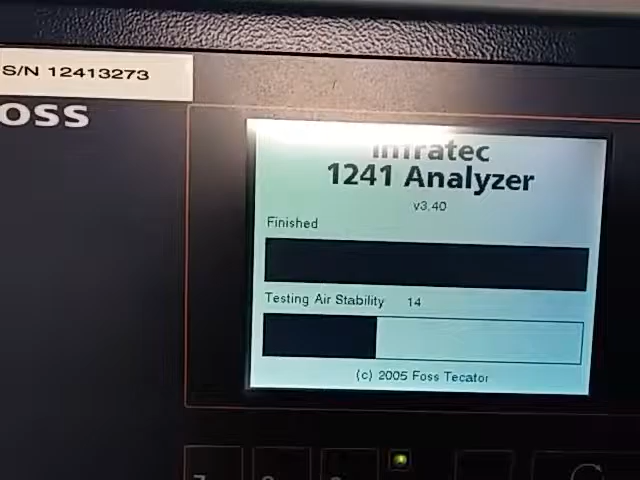 S/N 12413273
OSS
Infratec
1241 Analyzer
v3.40
Finished
Testing Air Stability 14
(c) 2005 Foss Tecator